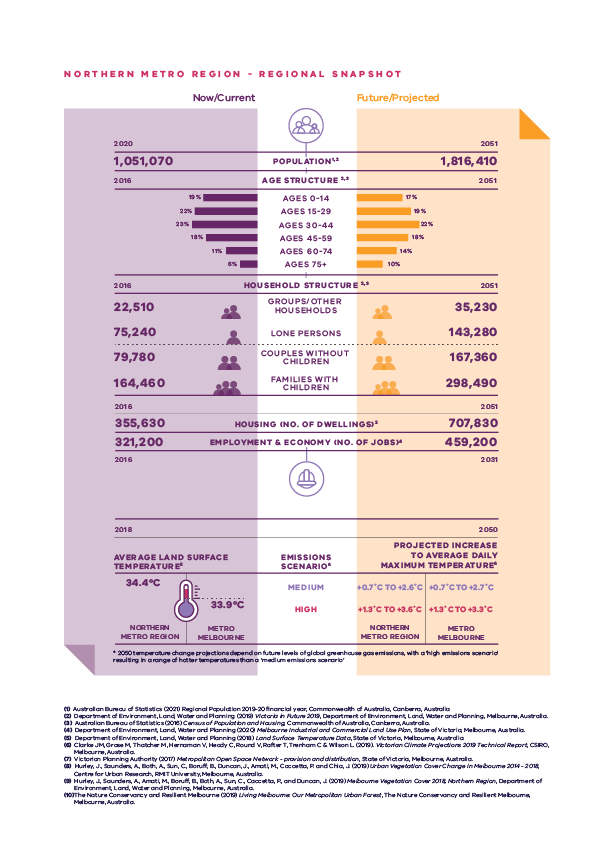 NORTHERN METRO REGION - REGIONAL SNAPSHOT
Now/Current Future/Projected
2020 2051
1,051,070 POPULATION¹,² 1,816,410
2016 AGE STRUCTURE ²,³ 2051
19% AGES 0-14 17%
22% AGES 15-29 19%
23% AGES 30-44 22%
18% AGES 45-59 18%
11% AGES 60-74 14%
6% AGES 75+ 10%
2016 HOUSEHOLD STRUCTURE ²,³ 2051
22,510 GROUPS/OTHER HOUSEHOLDS 35,230
75,240 LONE PERSONS 143,280
79,780 COUPLES WITHOUT CHILDREN 167,360
164,460 FAMILIES WITH CHILDREN 298,490
2016 2051
355,630 HOUSING (NO. OF DWELLINGS)² 707,830
321,200 EMPLOYMENT & ECONOMY (NO. OF JOBS)⁴ 459,200
2016 2031
2018 2050
AVERAGE LAND SURFACE TEMPERATURE⁵
EMISSIONS SCENARIO⁶
PROJECTED INCREASE TO AVERAGE DAILY MAXIMUM TEMPERATURE⁶
34.4°C
33.9°C
MEDIUM +0.7°C TO +2.6°C +0.7°C TO +2.7°C
HIGH +1.3°C TO +3.6°C +1.3°C TO +3.3°C
NORTHERN METRO REGION
METRO MELBOURNE
NORTHERN METRO REGION
METRO MELBOURNE
* 2050 temperature change projections depend on future levels of global greenhouse gas emissions, with a 'high emissions scenario'
resulting in a range of hotter temperatures than a 'medium emissions scenario'
(1) Australian Bureau of Statistics (2021) Regional Population 2019-20 financial year, Commonwealth of Australia, Canberra, Australia
(2) Department of Environment, Land, Water and Planning (2019) Victoria in Future 2019, Department of Environment, Land, Water and Planning, Melbourne, Australia.
(3) Australian Bureau of Statistics (2016) Census of Population and Housing, Commonwealth of Australia, Canberra, Australia.
(4) Department of Environment, Land, Water and Planning (2020) Melbourne Industrial and Commercial Land Use Plan, State of Victoria, Melbourne, Australia.
(5) Department of Environment, Land, Water and Planning (2018) Land Surface Temperature Data, State of Victoria, Melbourne, Australia
(6) Clarke JM, Grose M, Thatcher M, Hernaman V, Heady C, Round V, Rafter T, Trenham C & Wilson L. (2019). Victorian Climate Projections 2019 Technical Report, CSIRO,
Melbourne, Australia.
(7) Victorian Planning Authority (2017) Metropolitan Open Space Network - provision and distribution, State of Victoria, Melbourne, Australia.
(8) Hurley, J., Saunders, A., Both, A., Sun, C., Boruff, B., Duncan, J., Amati, M., Caccetta, P. and Chia, J. (2019) Urban Vegetation Cover Change in Melbourne 2014 - 2018,
Centre for Urban Research, RMIT University, Melbourne, Australia.
(9) Hurley, J., Saunders, A., Amati, M., Boruff, B., Both, A., Sun, C., Caccetta, P., and Duncan, J. (2019) Melbourne Vegetation Cover 2018, Northern Region, Department of
Environment, Land, Water and Planning, Melbourne, Australia.
(10)The Nature Conservancy and Resilient Melbourne (2019) Living Melbourne: Our Metropolitan Urban Forest, The Nature Conservancy and Resilient Melbourne,
Melbourne, Australia.